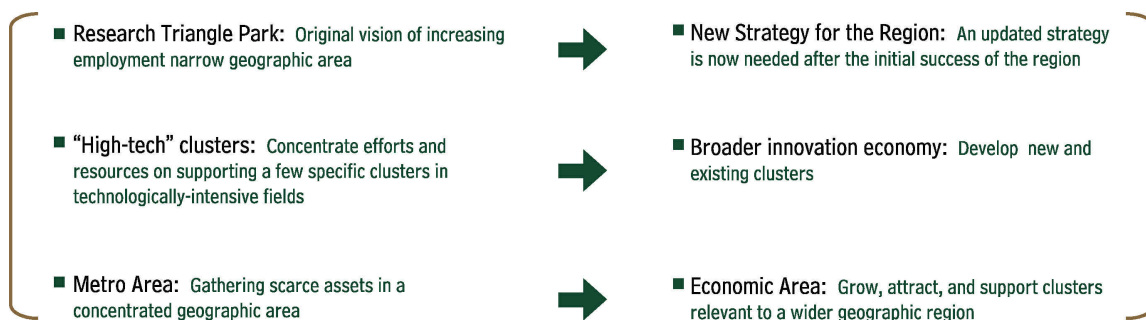 Research Triangle Park: Original vision of increasing
employment narrow geographic area
New Strategy for the Region: An updated strategy
is now needed after the initial success of the region
“High-tech” clusters: Concentrate efforts and
resources on supporting a few specific clusters in
technologically-intensive fields
Broader innovation economy: Develop new and
existing clusters
Metro Area: Gathering scarce assets in a
concentrated geographic area
Economic Area: Grow, attract, and support clusters
relevant to a wider geographic region